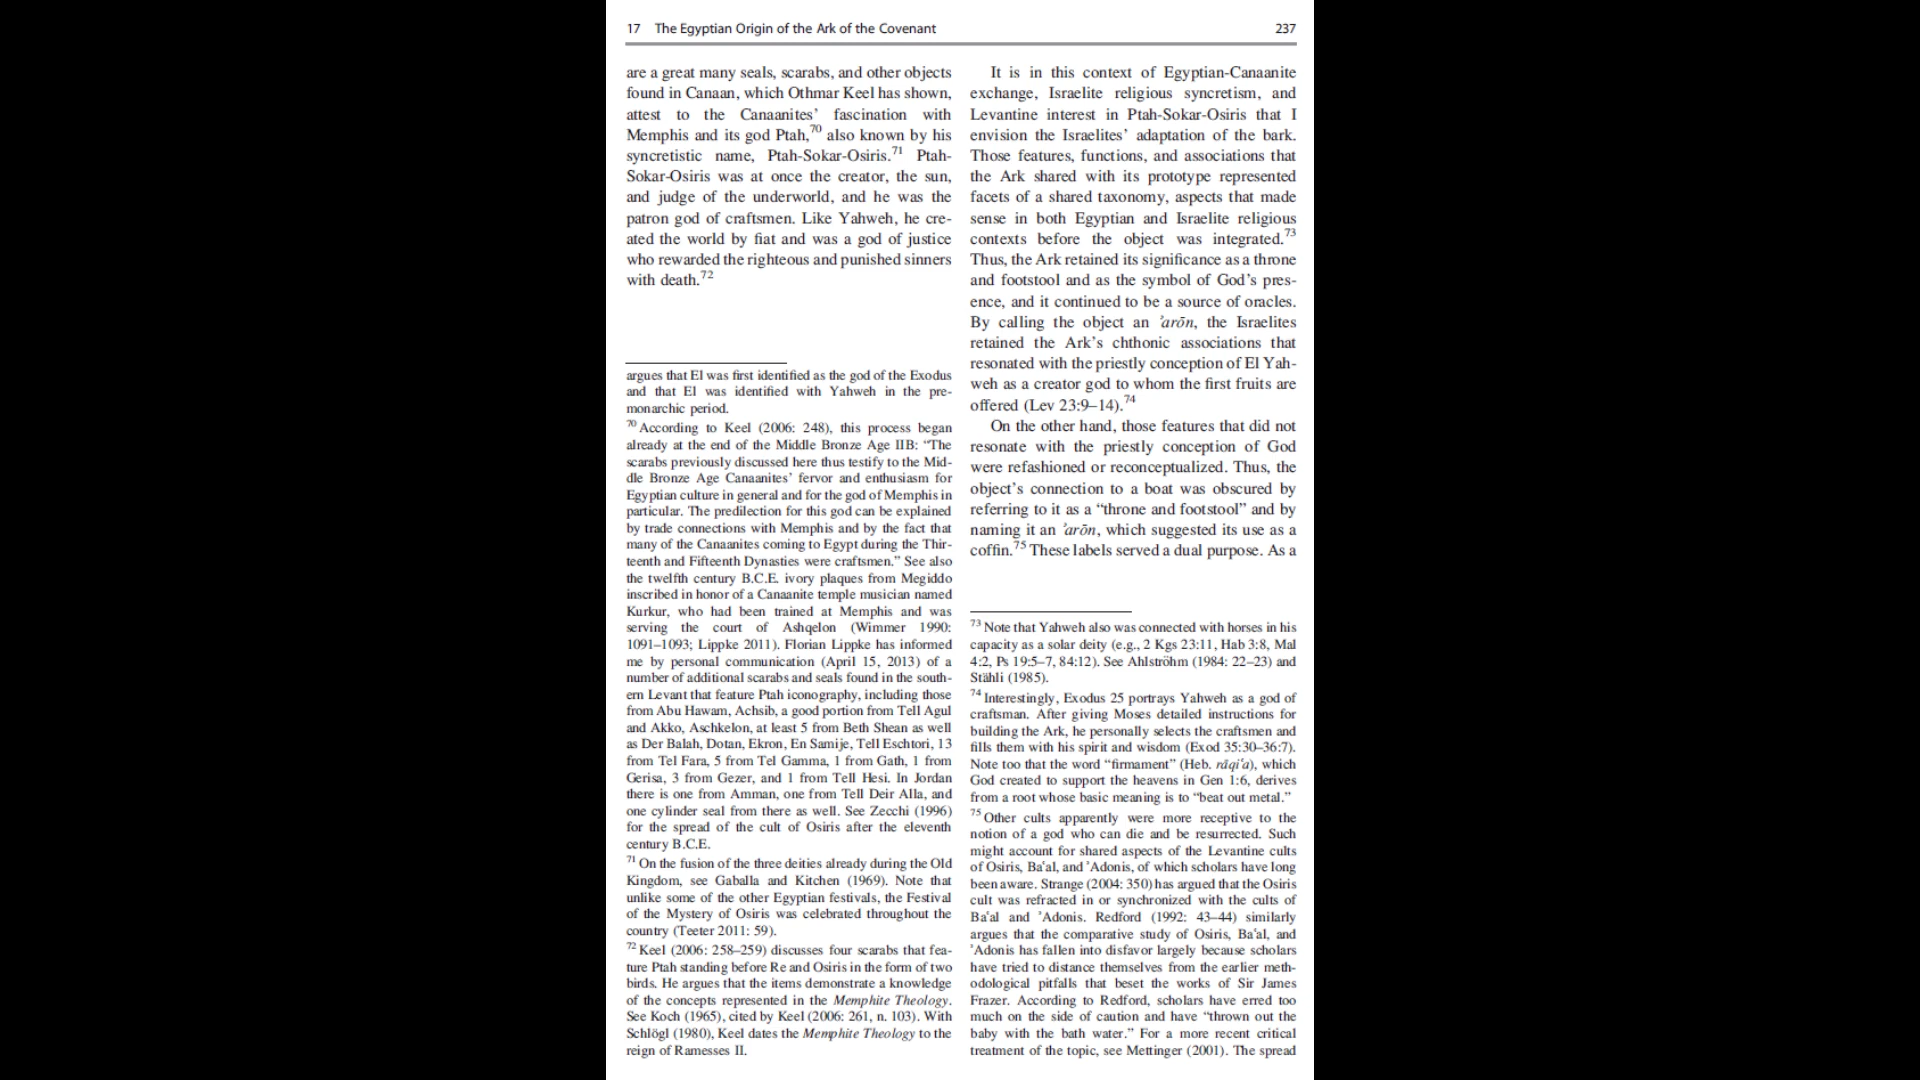 17 The Egyptian Origin of the Ark of the Covenant
237
are a great many seals, scarabs, and other objects
found in Canaan, which Othmar Keel has shown,
attest to the Canaanites’ fascination with
Memphis and its god Ptah,70 also known by his
syncretistic name, Ptah-Sokar-Osiris.71 Ptah-
Sokar-Osiris was at once the creator, the sun,
and judge of the underworld, and he was the
patron god of craftsmen. Like Yahweh, he cre-
ated the world by fiat and was a god of justice
who rewarded the righteous and punished sinners
with death.72
argues that El was first identified as the god of the Exodus
and that El was identified with Yahweh in the pre-
monarchic period.
70 According to Keel (2006: 248), this process began
already at the end of the Middle Bronze Age IIB: “The
scarabs previously discussed here thus testify to the Mid-
dle Bronze Age Canaanites’ fervor and enthusiasm for
Egyptian culture in general and for the god of Memphis in
particular. The predilection for this god can be explained
by trade connections with Memphis and by the fact that
many of the Canaanites coming to Egypt during the Thir-
teenth and Fifteenth Dynasties were craftsmen.” See also
the twelfth century B.C.E. ivory plaques from Megiddo
inscribed in honor of a Canaanite temple musician named
Kurkur, who had been trained at Memphis and was
serving the court of Ashqelon (Wimmer 1990:
1091–1093; Lippke 2011). Florian Lippke has informed
me by personal communication (April 15, 2013) of a
number of additional scarabs and seals found in the south-
ern Levant that feature Ptah iconography, including those
from Abu Hawam, Achsib, a good portion from Tell Agul
and Akko, Aschkelon, at least 5 from Beth Shean as well
as Der Balah, Dotan, Ekron, En Samije, Tell Eschtori, 13
from Tel Fara, 5 from Tel Gamma, 1 from Gath, 1 from
Gerisa, 3 from Gezer, and 1 from Tell Hesi. In Jordan
there is one from Amman, one from Tell Deir Alla, and
one cylinder seal from there as well. See Zecchi (1996)
for the spread of the cult of Osiris after the eleventh
century B.C.E.
71 On the fusion of the three deities already during the Old
Kingdom, see Gaballa and Kitchen (1969). Note that
unlike some of the other Egyptian festivals, the Festival
of the Mystery of Osiris was celebrated throughout the
country (Teeter 2011: 59).
72 Keel (2006: 258–259) discusses four scarabs that fea-
ture Ptah standing before Re and Osiris in the form of two
birds. He argues that the items demonstrate a knowledge
of the concepts represented in the Memphite Theology.
See Koch (1965), cited by Keel (2006: 261, n. 103). With
Schlögl (1980), Keel dates the Memphite Theology to the
reign of Ramesses II.
It is in this context of Egyptian-Canaanite
exchange, Israelite religious syncretism, and
Levantine interest in Ptah-Sokar-Osiris that I
envision the Israelites’ adaptation of the bark.
Those features, functions, and associations that
the Ark shared with its prototype represented
facets of a shared taxonomy, aspects that made
sense in both Egyptian and Israelite religious
contexts before the object was integrated.73
Thus, the Ark retained its significance as a throne
and footstool and as the symbol of God’s pres-
ence, and it continued to be a source of oracles.
By calling the object an ʾarōn, the Israelites
retained the Ark’s chthonic associations that
resonated with the priestly conception of El Yah-
weh as a creator god to whom the first fruits are
offered (Lev 23:9–14).74
On the other hand, those features that did not
resonate with the priestly conception of God
were refashioned or reconceptualized. Thus, the
object’s connection to a boat was obscured by
referring to it as a “throne and footstool” and by
naming it an ʾarōn, which suggested its use as a
coffin.75 These labels served a dual purpose. As a
73 Note that Yahweh also was connected with horses in his
capacity as a solar deity (e.g., 2 Kgs 23:11, Hab 3:8, Mal
4:2, Ps 19:5–7, 84:12). See Ahlströhm (1984: 22–23) and
Stähli (1985).
74 Interestingly, Exodus 25 portrays Yahweh as a god of
craftsman. After giving Moses detailed instructions for
building the Ark, he personally selects the craftsmen and
fills them with his spirit and wisdom (Exod 35:30–36:7).
Note too that the word “firmament” (Heb. rāqiʿa), which
God created to support the heavens in Gen 1:6, derives
from a root whose basic meaning is to “beat out metal.”
75 Other cults apparently were more receptive to the
notion of a god who can die and be resurrected. Such
might account for shared aspects of the Levantine cults
of Osiris, Baʿal, and ʾAdonis, of which scholars have long
been aware. Strange (2004: 350) has argued that the Osiris
cult was refracted in or synchronized with the cults of
Baʿal and ʾAdonis. Redford (1992: 43–44) similarly
argues that the comparative study of Osiris, Baʿal, and
ʾAdonis has fallen into disfavor largely because scholars
have tried to distance themselves from the earlier meth-
odological pitfalls that beset the works of Sir James
Frazer. According to Redford, scholars have erred too
much on the side of caution and have “thrown out the
baby with the bath water.” For a more recent critical
treatment of the topic, see Mettinger (2001). The spread